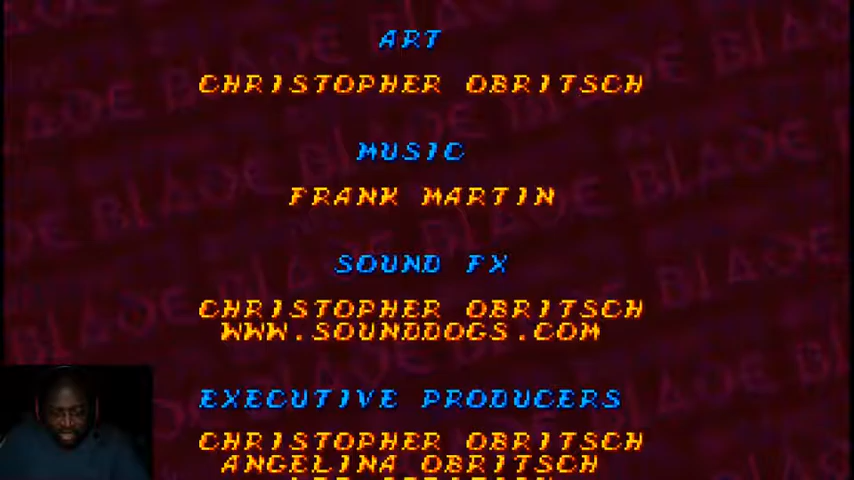 ART
CHRISTOPHER OBRITSCH
MUSIC
FRANK MARTIN
SOUND FX
CHRISTOPHER OBRITSCH
WWW.SOUNDDOGS.COM
EXECUTIVE PRODUCERS
CHRISTOPHER OBRITSCH
ANGELINA OBRITSCH